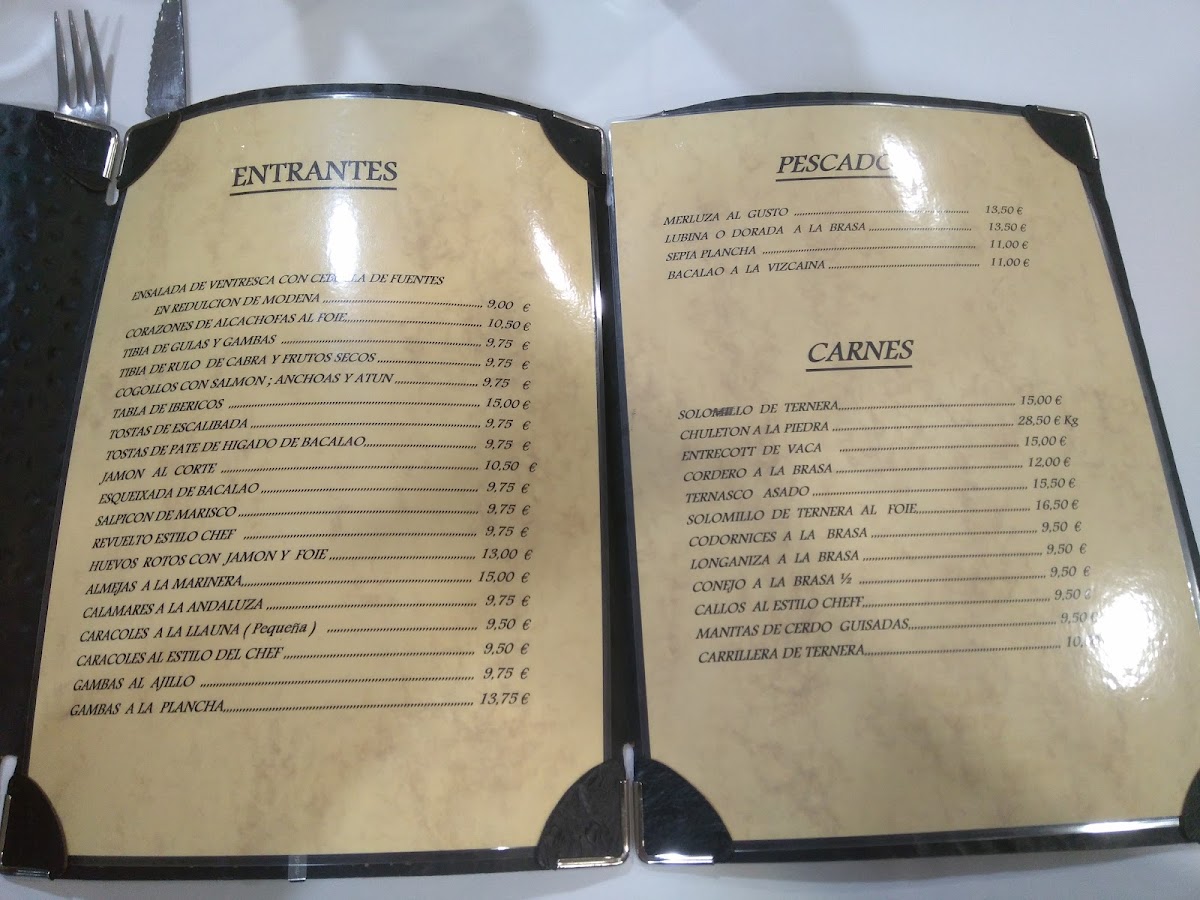 ENTRANTES
ENSALADA DE VENTRESCA CON DE FUENTES
EN REDULCION DE MODENA 9,00 €
CORAZONES DE ALCACHOFAS AL FOIE 10,50 €
TIBIA DE GULAS Y GAMBAS 9,75 €
TIBIA DE RULO DE CABRA Y FRUTOS SECOS 9,75 €
COGOLLOS CON SALMON ; ANCHOAS Y ATUN 9,75 €
TABLA DE IBERICOS 15,00 €
TOSTAS DE ESCALIBADA 9,75 €
TOSTAS DE PATE DE HIGADO DE BACALAO 9,75 €
JAMON AL CORTE 10,50 €
ESQUEIXADA DE BACALAO 9,75 €
SALPICON DE MARISCO 9,75 €
REVUELTO ESTILO CHEF 9,75 €
HUEVOS ROTOS CON JAMON Y FOIE 13,00 €
ALMEJAS A LA MARINERA 15,00 €
CALAMARES A LA ANDALUZA 9,75 €
CARACOLES A LA LLAUNA ( Pequeña ) 9,50 €
CARACOLES AL ESTILO DEL CHEF 9,50 €
GAMBAS AL AJILLO 9,75 €
GAMBAS A LA PLANCHA 13,75 €
PESCADO
MERLUZA AL GUSTO 13,50 €
LUBINA O DORADA A LA BRASA 13,50 €
SEPIA PLANCHA 11,00 €
BACALAO A LA VIZCAINA 11,00 €
CARNES
SOLOMILLO DE TERNERA 15,00 €
CHULETON A LA PIEDRA 28,50 € Kg
ENTRECOTT DE VACA 15,00 €
CORDERO A LA BRASA 12,00 €
TERNASCO ASADO 15,50 €
SOLOMILLO DE TERNERA AL FOIE 16,50 €
CODORNICES A LA BRASA 9,50 €
LONGANIZA A LA BRASA 9,50 €
CONEJO A LA BRASA ½ 9,50 €
CALLOS AL ESTILO CHEFF 9,50 €
MANITAS DE CERDO GUISADAS 9,50 €
CARRILLERA DE TERNERA